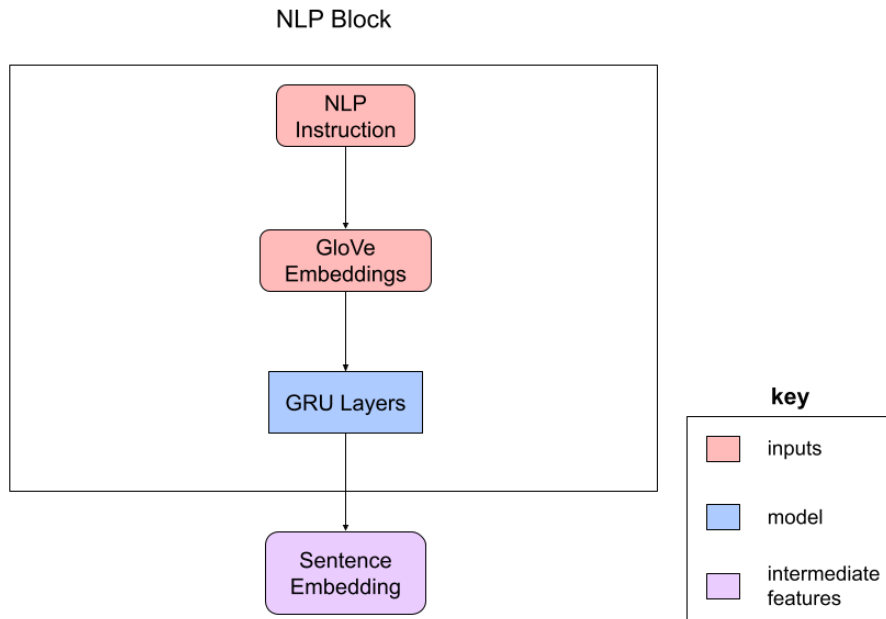 NLP Block
NLP
Instruction
GloVe
Embeddings
GRU Layers
Sentence
Embedding
key
inputs
model
intermediate
features